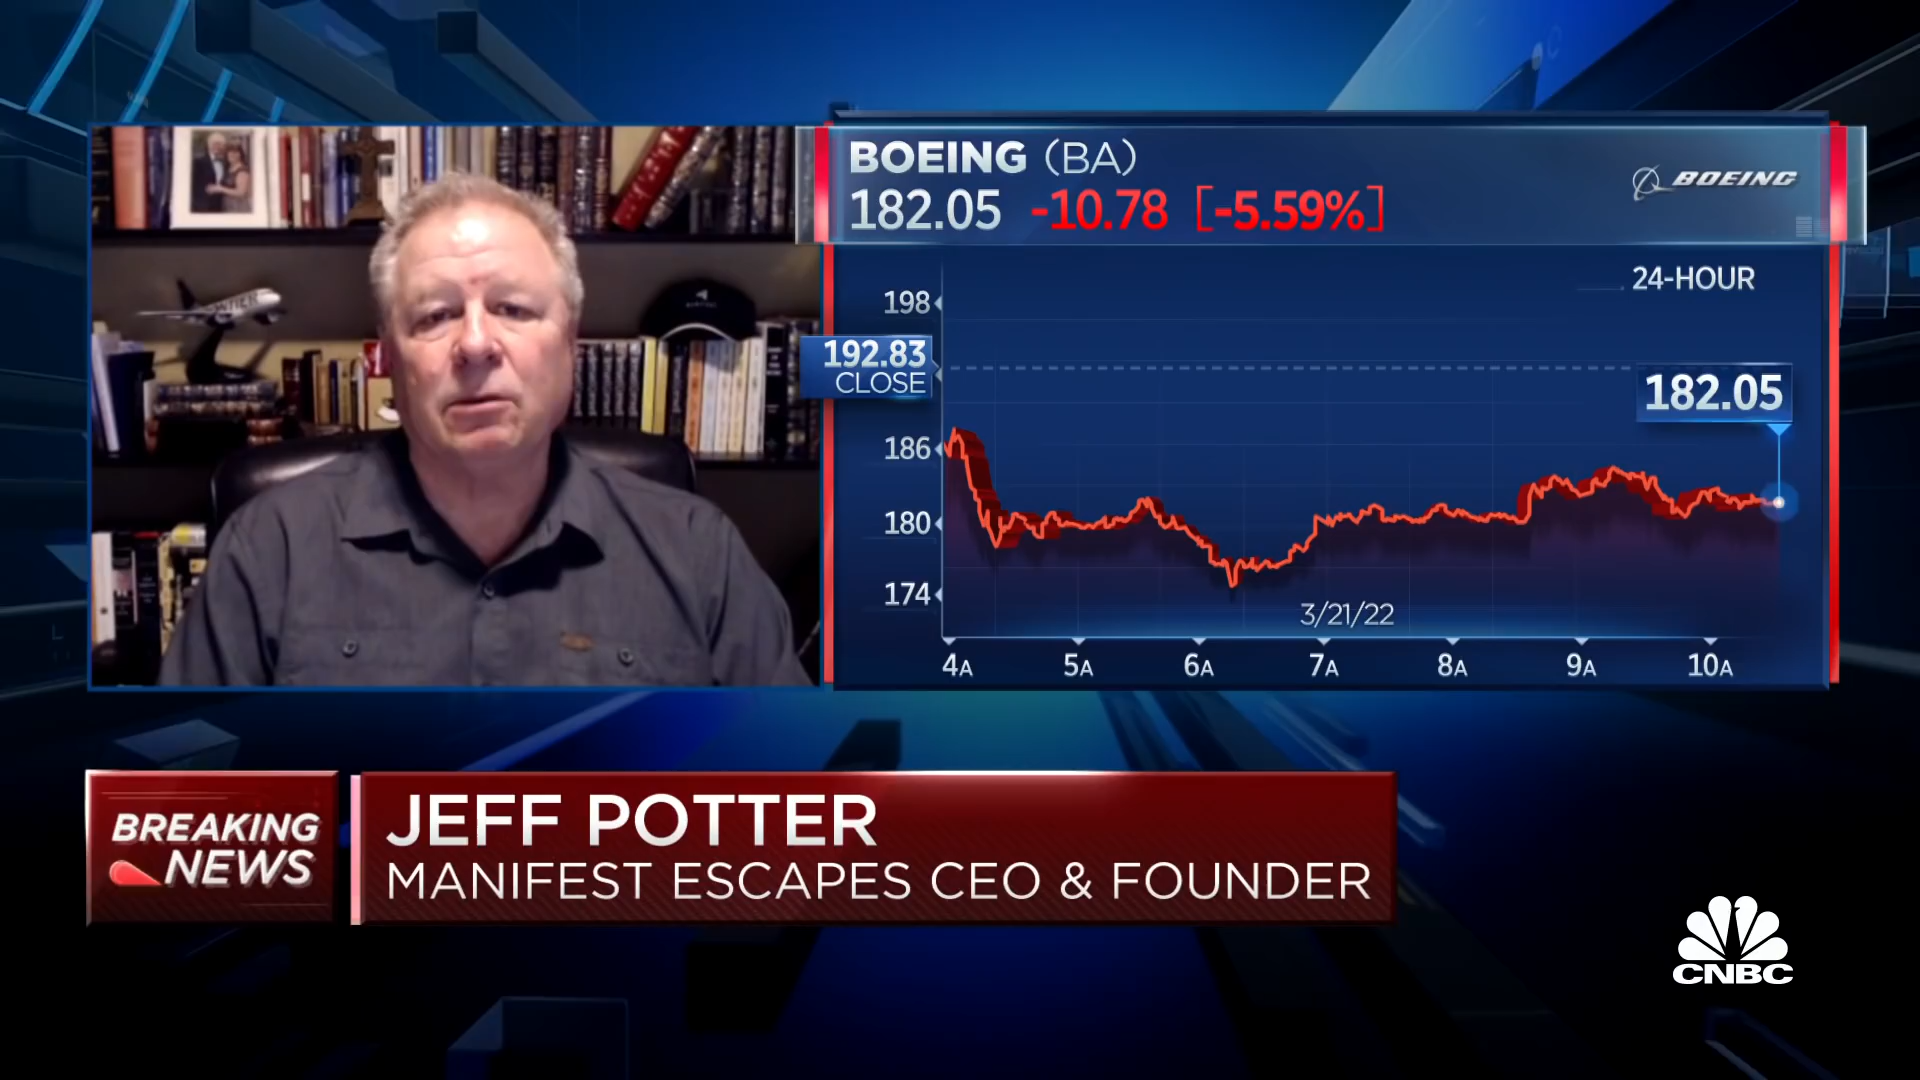 BOEING (BA)
182.05 -10.78 [-5.59%]
BOEING
24-HOUR
198
192.83
CLOSE
182.05
186
180
174
3/21/22
4A 5A 6A 7A 8A 9A 10A
BREAKING
NEWS
JEFF POTTER
MANIFEST ESCAPES CEO & FOUNDER
CNBC